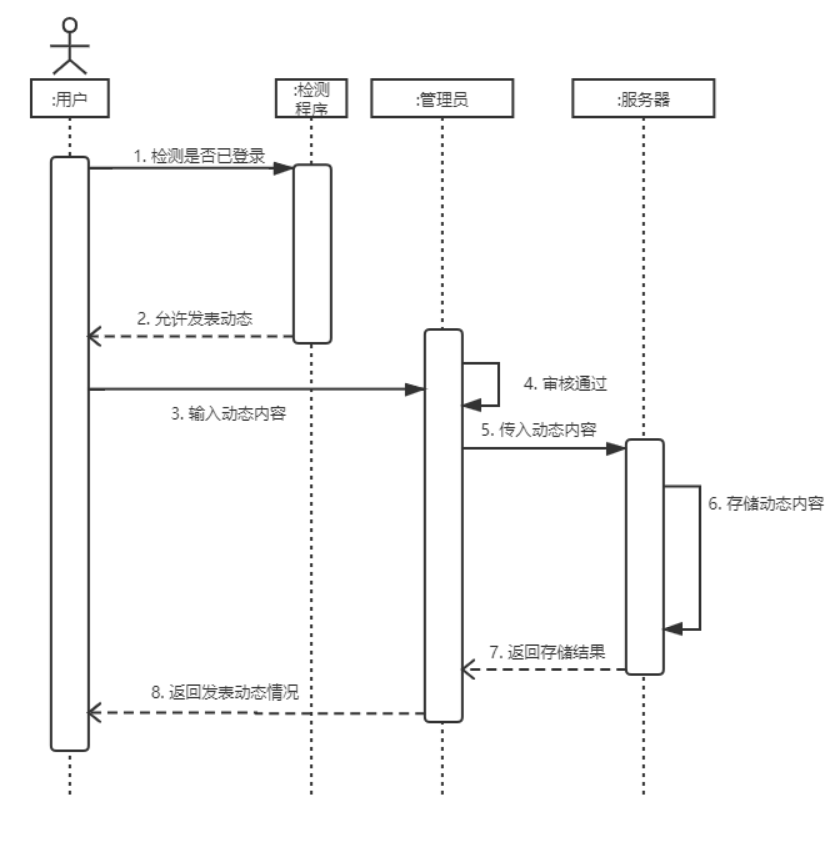 :用户
:检测
程序
:管理员
:服务器
1. 检测是否已登录
2. 允许发表动态
3. 输入动态内容
4. 审核通过
5. 传入动态内容
6. 存储动态内容
7. 返回存储结果
8. 返回发表动态情况